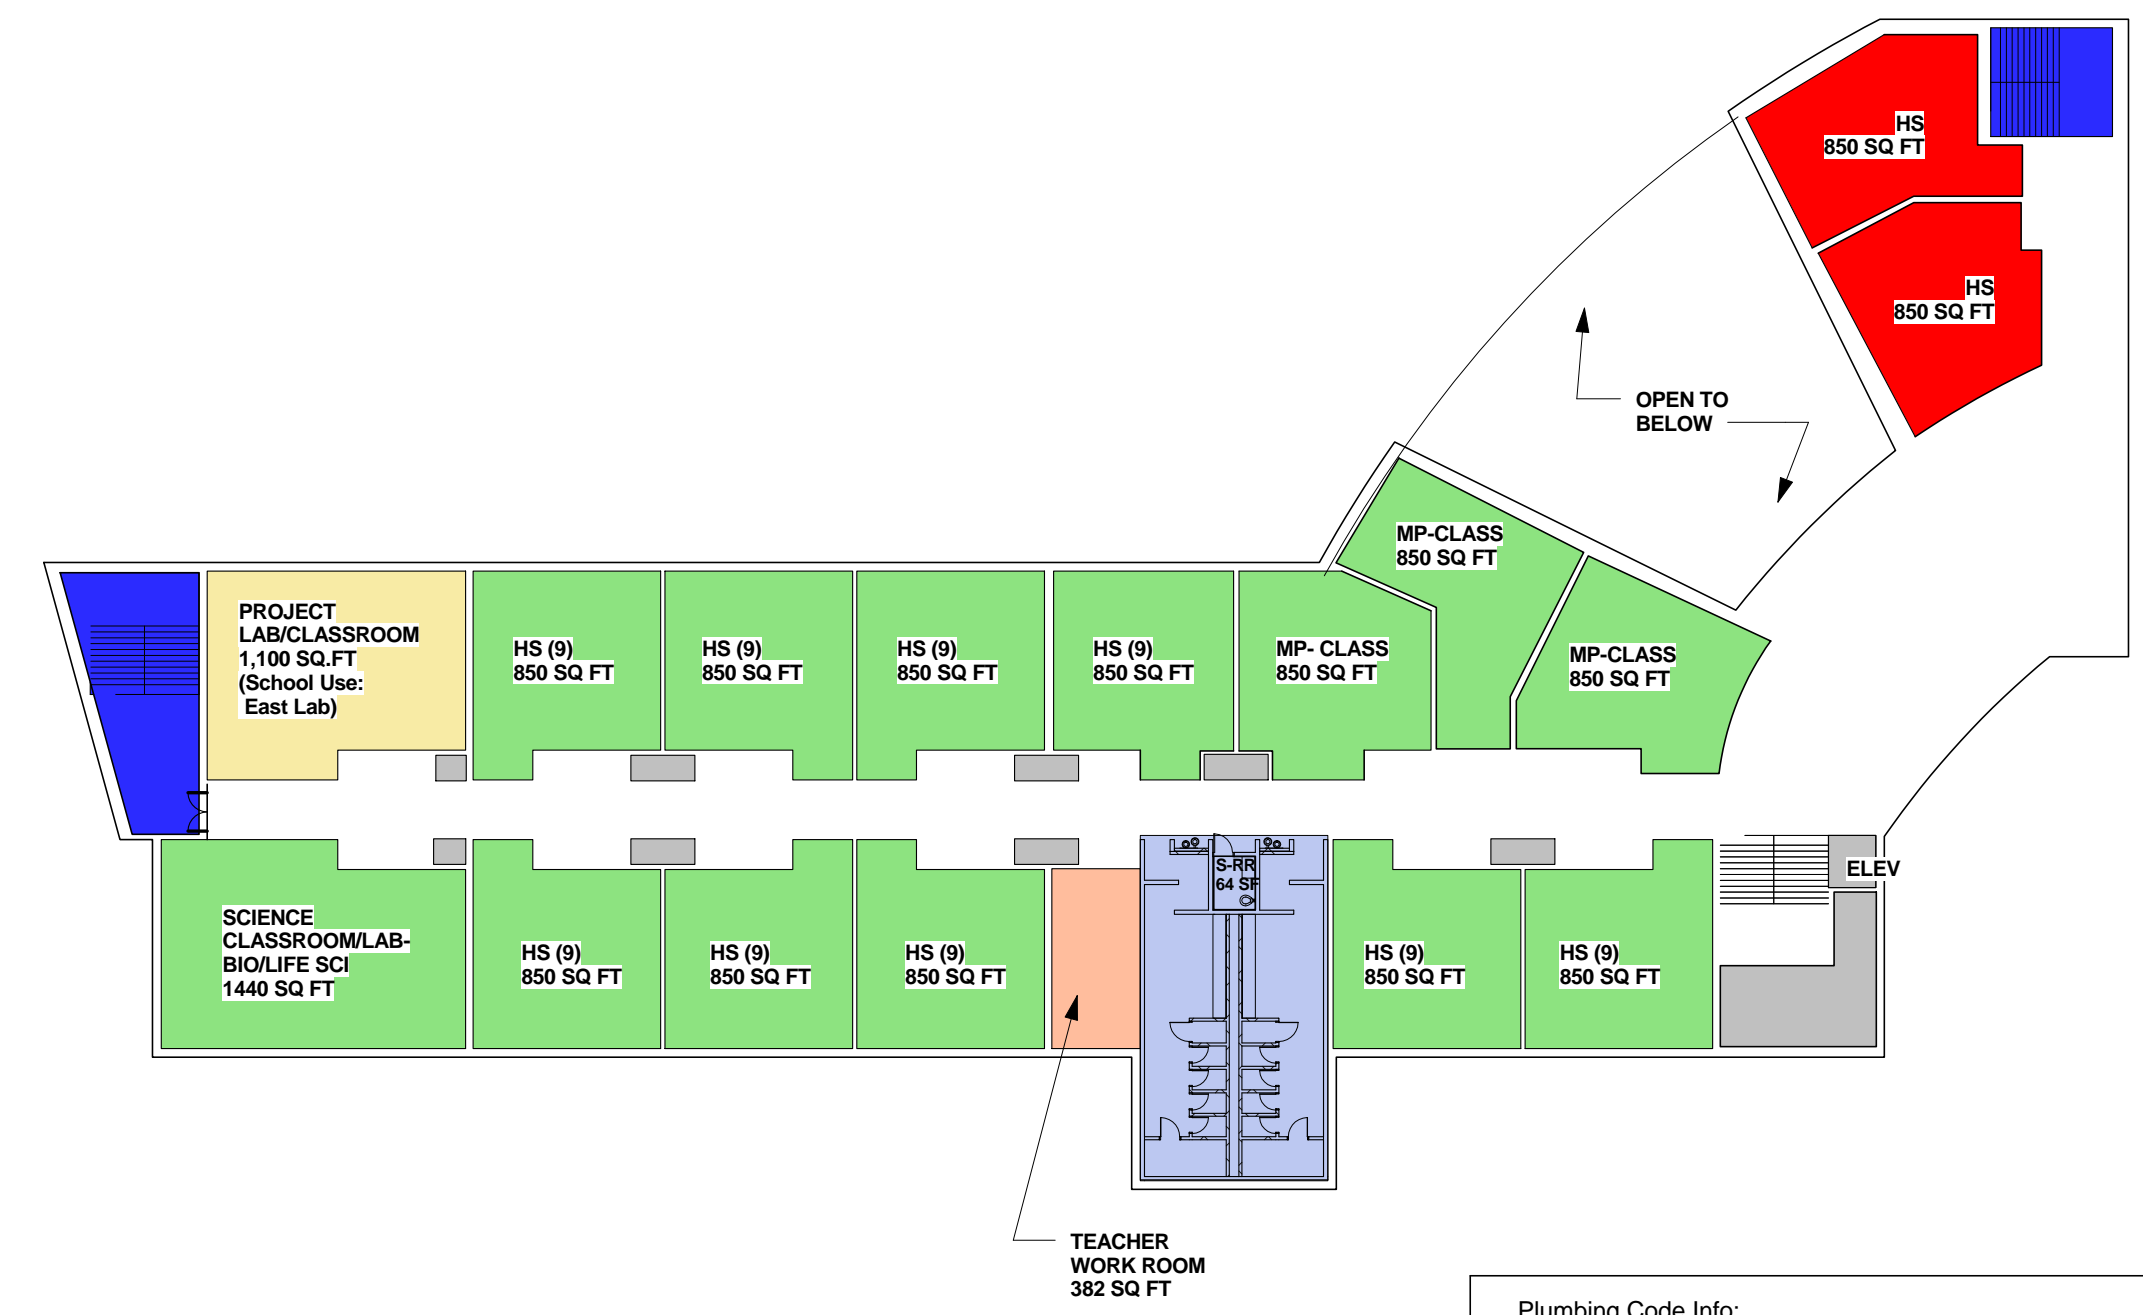 HS
850 SQ FT
HS
850 SQ FT
OPEN TO
BELOW
MP-CLASS
850 SQ FT
PROJECT
LAB/CLASSROOM
1,100 SQ.FT
(School Use:
East Lab)
HS (9)
850 SQ FT
HS (9)
850 SQ FT
HS (9)
850 SQ FT
HS (9)
850 SQ FT
MP- CLASS
850 SQ FT
MP-CLASS
850 SQ FT
S-RR
64 SF
ELEV
SCIENCE
CLASSROOM/LAB-
BIO/LIFE SCI
1440 SQ FT
HS (9)
850 SQ FT
HS (9)
850 SQ FT
HS (9)
850 SQ FT
HS (9)
850 SQ FT
HS (9)
850 SQ FT
TEACHER
WORK ROOM
382 SQ FT
Plumbing Code Info: